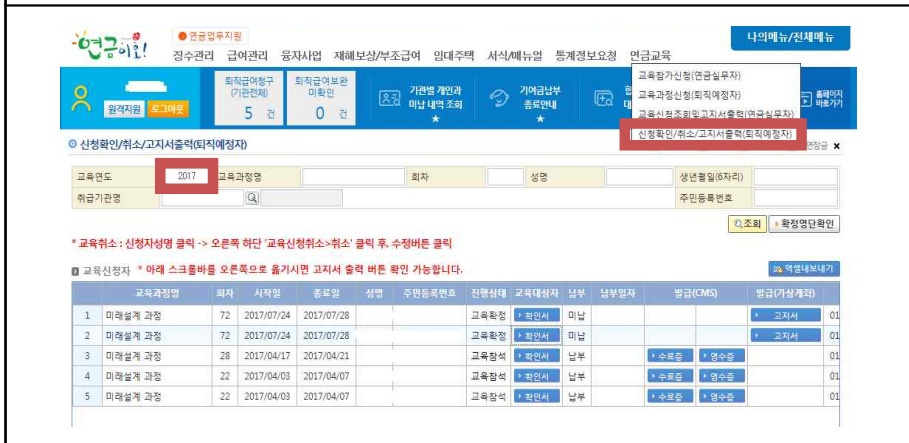 연금이음!
연금업무지원
나의메뉴/전체메뉴
징수관리 급여관리 융자사업 재해보상/부조급여 임대주택 서식/매뉴얼 통계정보요청 연금교육
원격지원 로그아웃
퇴직급여청구 (기관전체)
5 건
퇴직급여보완 미확인
0 건
기관별 개인과
미납 내역 조회
★
기여금납부
종료안내
★
홈페이지
바로가기
교육참가신청(연금실무자)
교육과정신청(퇴직예정자)
교육신청조회및고지서출력(연금실무자)
신청확인/취소/고지서출력(퇴직예정자)
신청확인/취소/고지서출력(퇴직예정자)
교육연도 2017 교육과정명 회차 성명 생년월일(6자리)
취급기관명 주민등록번호
조회 확정명단확인
* 교육취소 : 신청자성명 클릭 -> 오른쪽 하단 '교육신청취소>취소' 클릭 후, 수정버튼 클릭
교육신청자 * 아래 스크롤바를 오른쪽으로 옮기시면 고지서 출력 버튼 확인 가능합니다.
엑셀내보내기
교육과정명 회차 시작일 종료일 성명 주민등록번호 진행상태 교육대상자 납부 납부일자 발급(CMS) 발급(가상계좌)
1 미래설계 과정 72 2017/07/24 2017/07/28 교육확정 확인서 미납 고지서 01
2 미래설계 과정 72 2017/07/24 2017/07/28 교육확정 확인서 미납 고지서 01
3 미래설계 과정 28 2017/04/17 2017/04/21 교육참석 확인서 납부 수료증 영수증 01
4 미래설계 과정 22 2017/04/03 2017/04/07 교육참석 확인서 납부 수료증 영수증 01
5 미래설계 과정 22 2017/04/03 2017/04/07 교육참석 확인서 납부 수료증 영수증 01